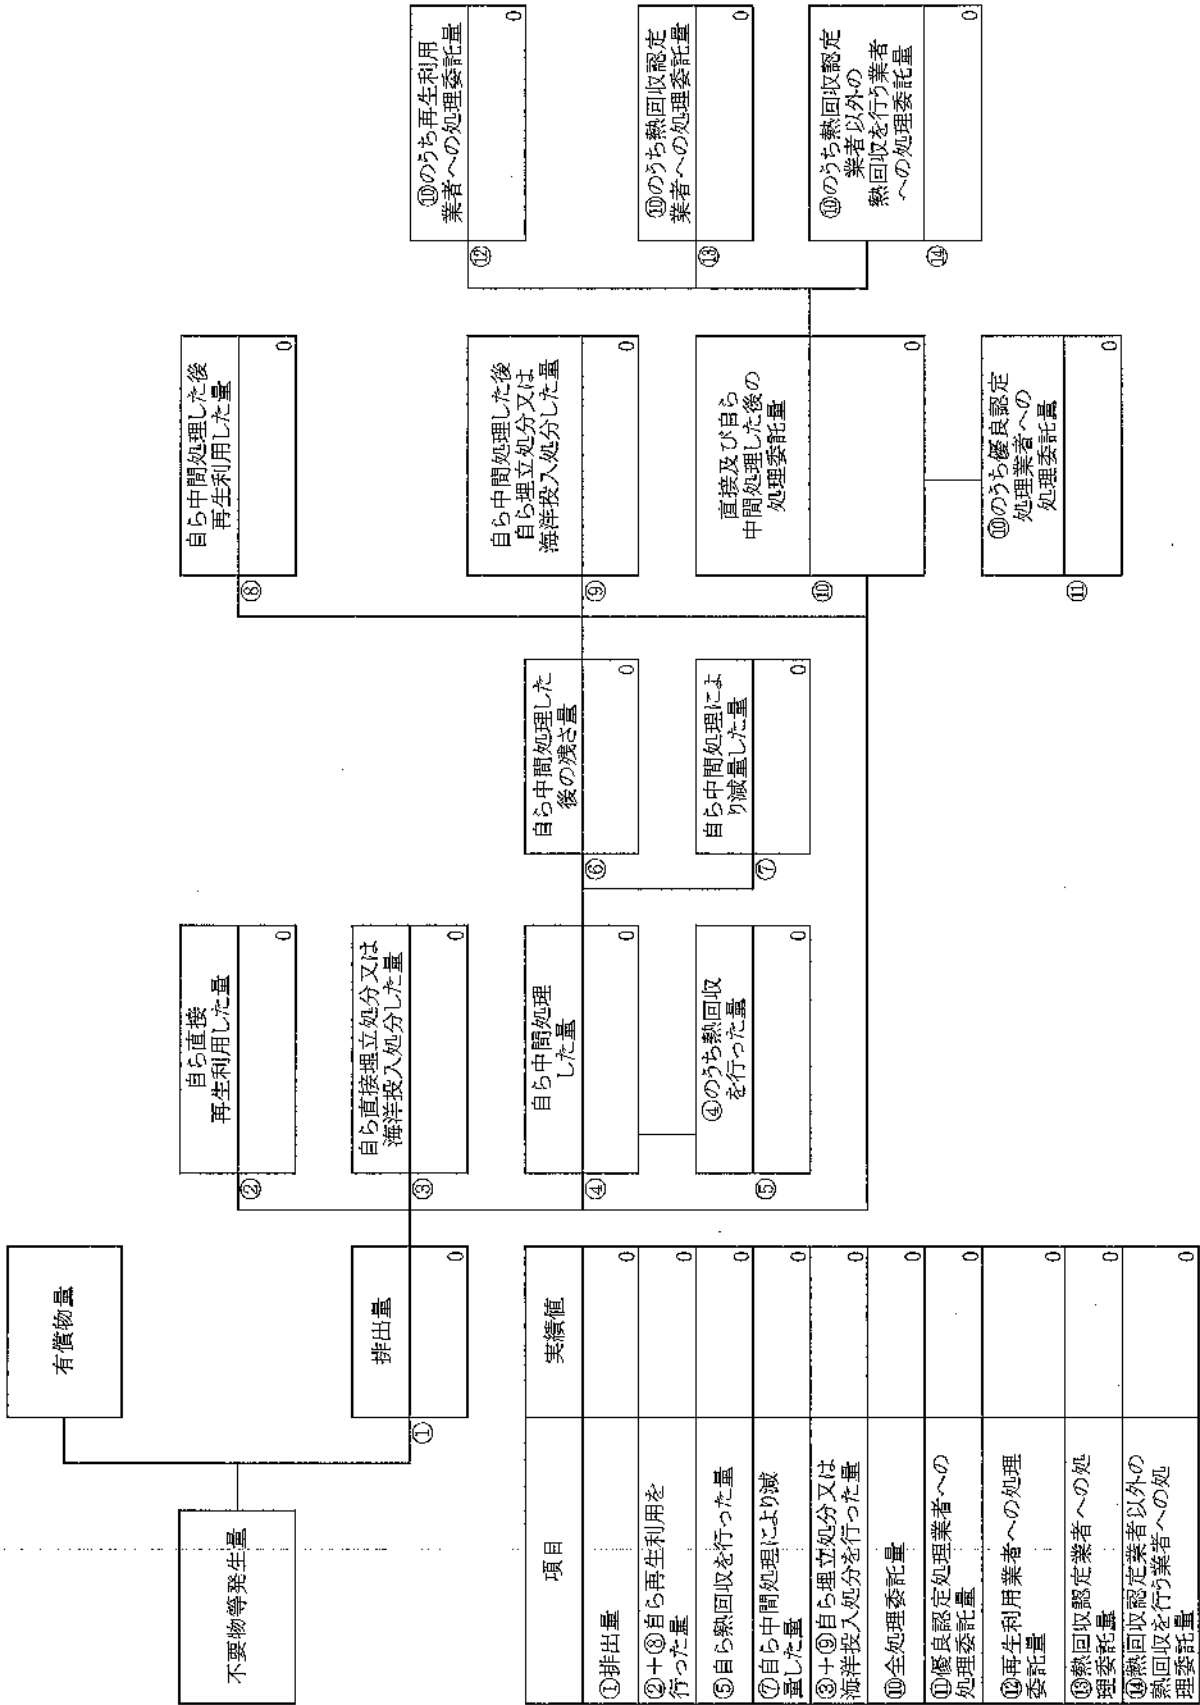 有償物量
不要物等発生量
①
排出量
0
②
自ら直接
再生利用した量
0
③
自ら直接埋立処分又は
海洋投入処分した量
0
④
自ら中間処理
した量
0
⑤
④のうち熱回収
を行った量
0
⑥
自ら中間処理した
後の残さ量
0
⑦
自ら中間処理によ
り減量した量
0
⑧
自ら中間処理した後
再生利用した量
0
⑨
自ら中間処理した後
自ら埋立処分又は
海洋投入処分した量
0
⑩
直接及び自ら
中間処理した後の
処理委託量
0
⑪
⑩のうち優良認定
処理業者への
処理委託量
0
⑫
⑩のうち再生利用
業者への処理委託量
0
⑬
⑩のうち熱回収認定
業者への処理委託量
0
⑭
⑩のうち熱回収認定
業者以外の
熱回収を行う業者
への処理委託量
0
項目 実績値
①排出量 0
②+⑧自ら再生利用を
行った量 0
⑤自ら熱回収を行った量 0
⑦自ら中間処理により減
量した量 0
③+⑨自ら埋立処分又は
海洋投入処分を行った量 0
⑩全処理委託量 0
⑪優良認定処理業者への
処理委託量 0
⑫再生利用業者への処理
委託量 0
⑬熱回収認定業者への処
理委託量 0
⑭熱回収認定業者以外の
熱回収を行う業者への処
理委託量 0